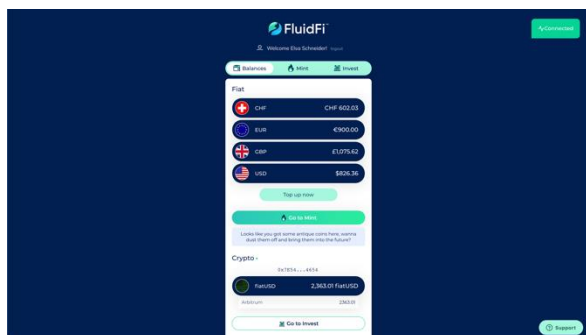 FluidFi™
Connected
Welcome Elsa Schneider! logout
Balances Mint Invest
Fiat
CHF CHF 602.03
EUR €900.00
GBP £1,075.62
USD $826.36
Top up now
Go to Mint
Looks like you got some antique coins here, wanna
dust them off and bring them into the future?
Crypto -
fiatUSD 2,363.01 fiatUSD
Arbitrum 2363.01
Go to Invest
Support